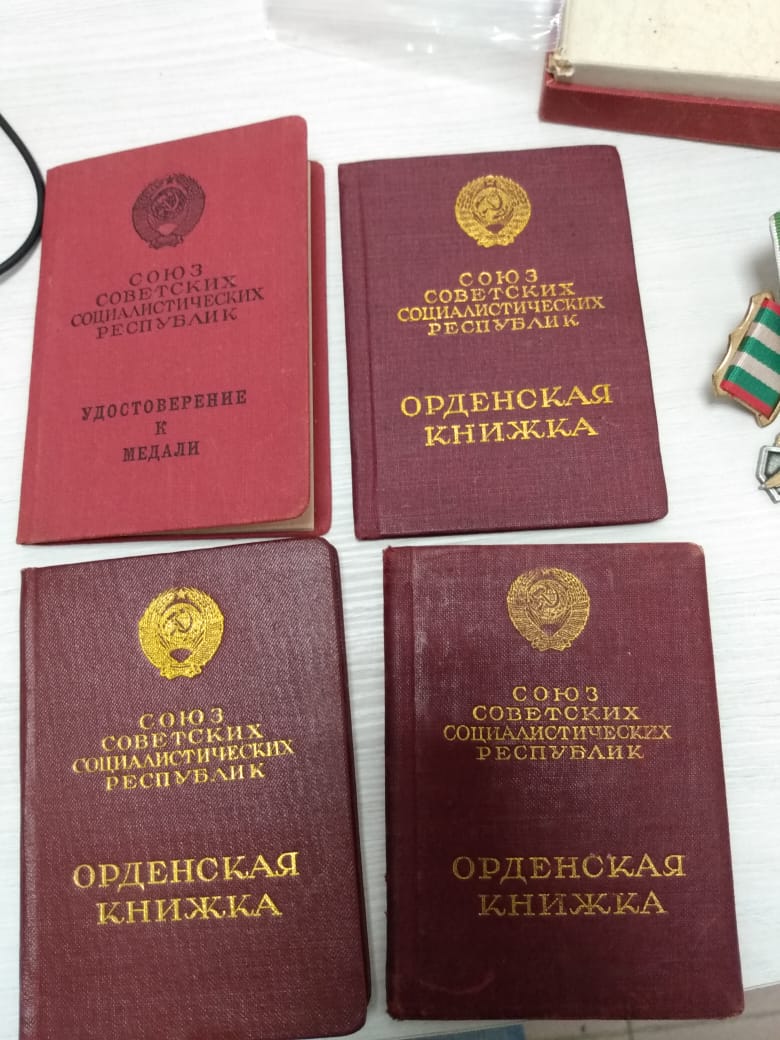 СОЮЗ
СОВЕТСКИХ
СОЦИАЛИСТИЧЕСКИХ
РЕСПУБЛИК
УДОСТОВЕРЕНИЕ
К
МЕДАЛИ
СОЮЗ
СОВЕТСКИХ
СОЦИАЛИСТИЧЕСКИХ
РЕСПУБЛИК
ОРДЕНСКАЯ
КНИЖКА
СОЮЗ
СОВЕТСКИХ
СОЦИАЛИСТИЧЕСКИХ
РЕСПУБЛИК
ОРДЕНСКАЯ
КНИЖКА
СОЮЗ
СОВЕТСКИХ
СОЦИАЛИСТИЧЕСКИХ
РЕСПУБЛИК
ОРДЕНСКАЯ
КНИЖКА